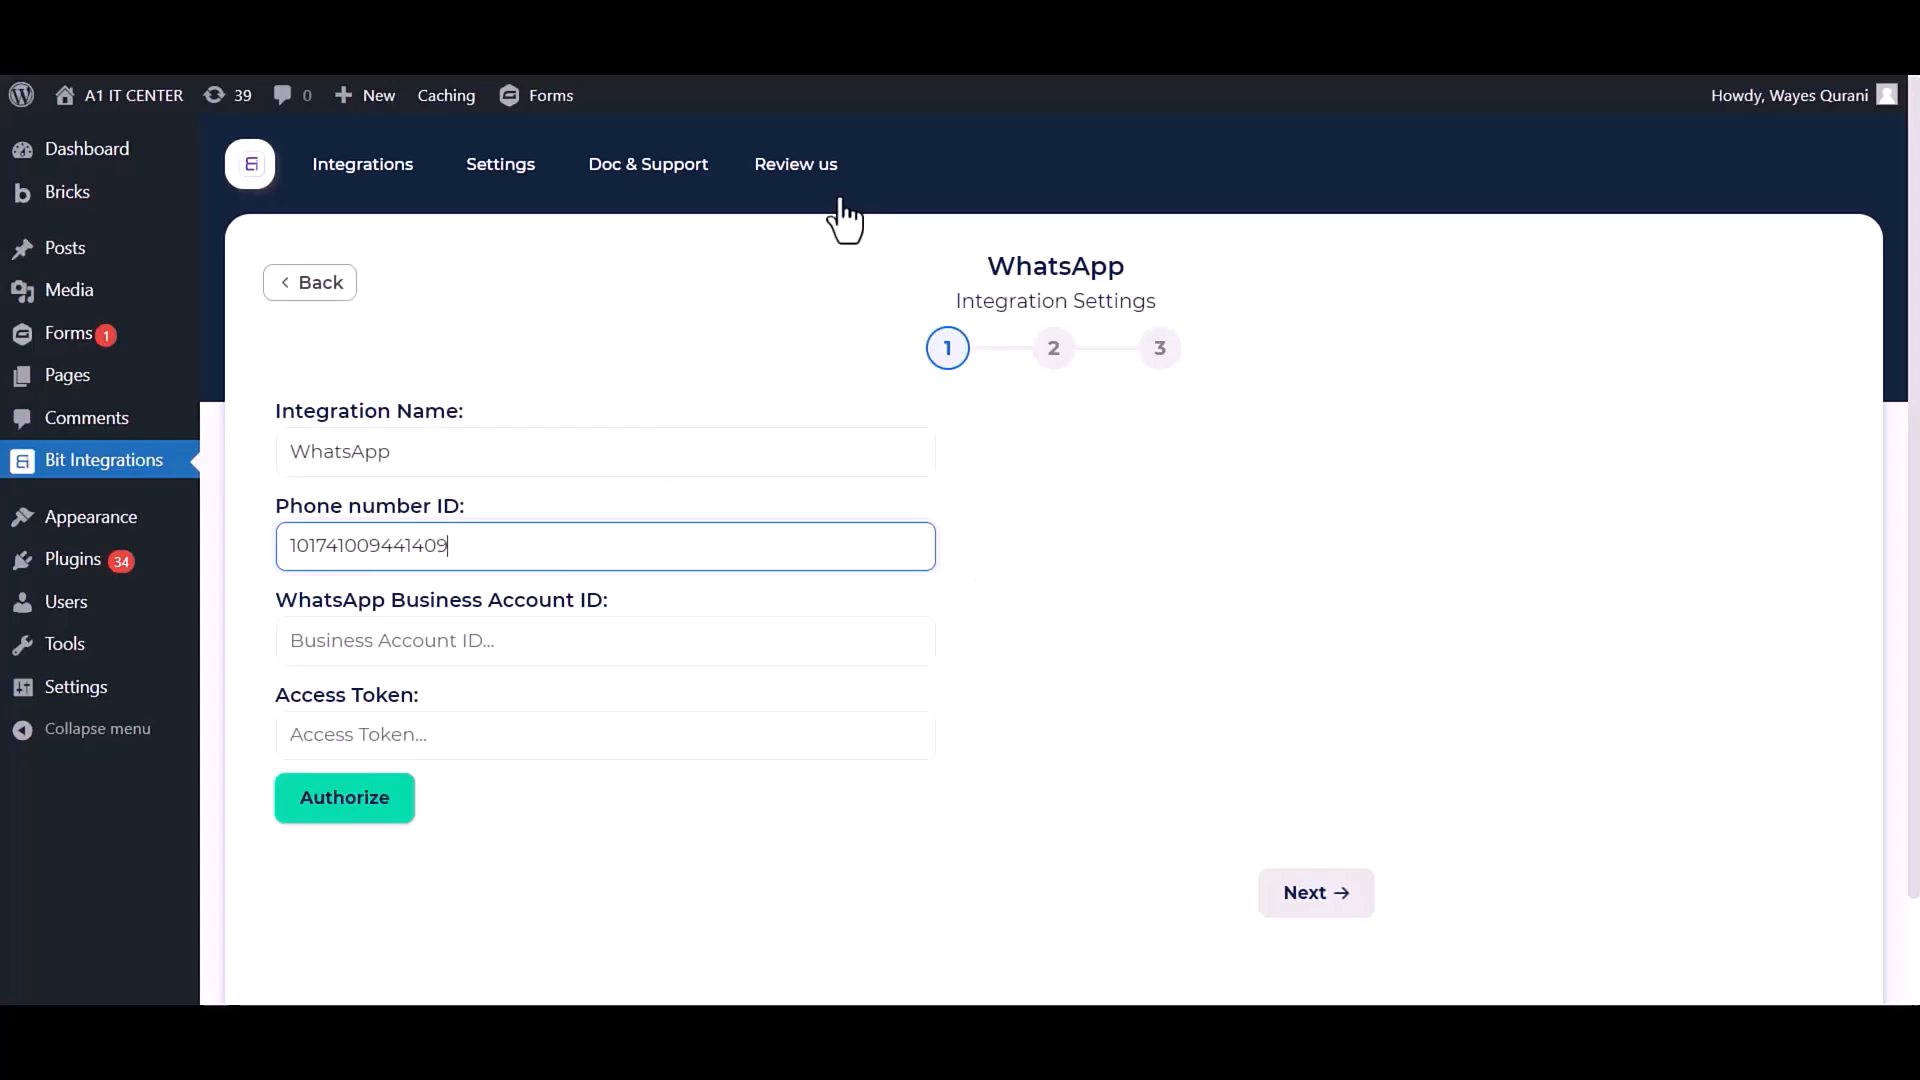 A1 IT CENTER 39 0 New Caching Forms Howdy, Wayes Qurani
Dashboard
Bricks
Posts
Media
Forms 1
Pages
Comments
Bit Integrations
Appearance
Plugins 34
Users
Tools
Settings
Collapse menu
Integrations Settings Doc & Support Review us
Back
WhatsApp
Integration Settings
1 2 3
Integration Name:
WhatsApp
Phone number ID:
101741009441409
WhatsApp Business Account ID:
Business Account ID...
Access Token:
Access Token...
Authorize
Next →